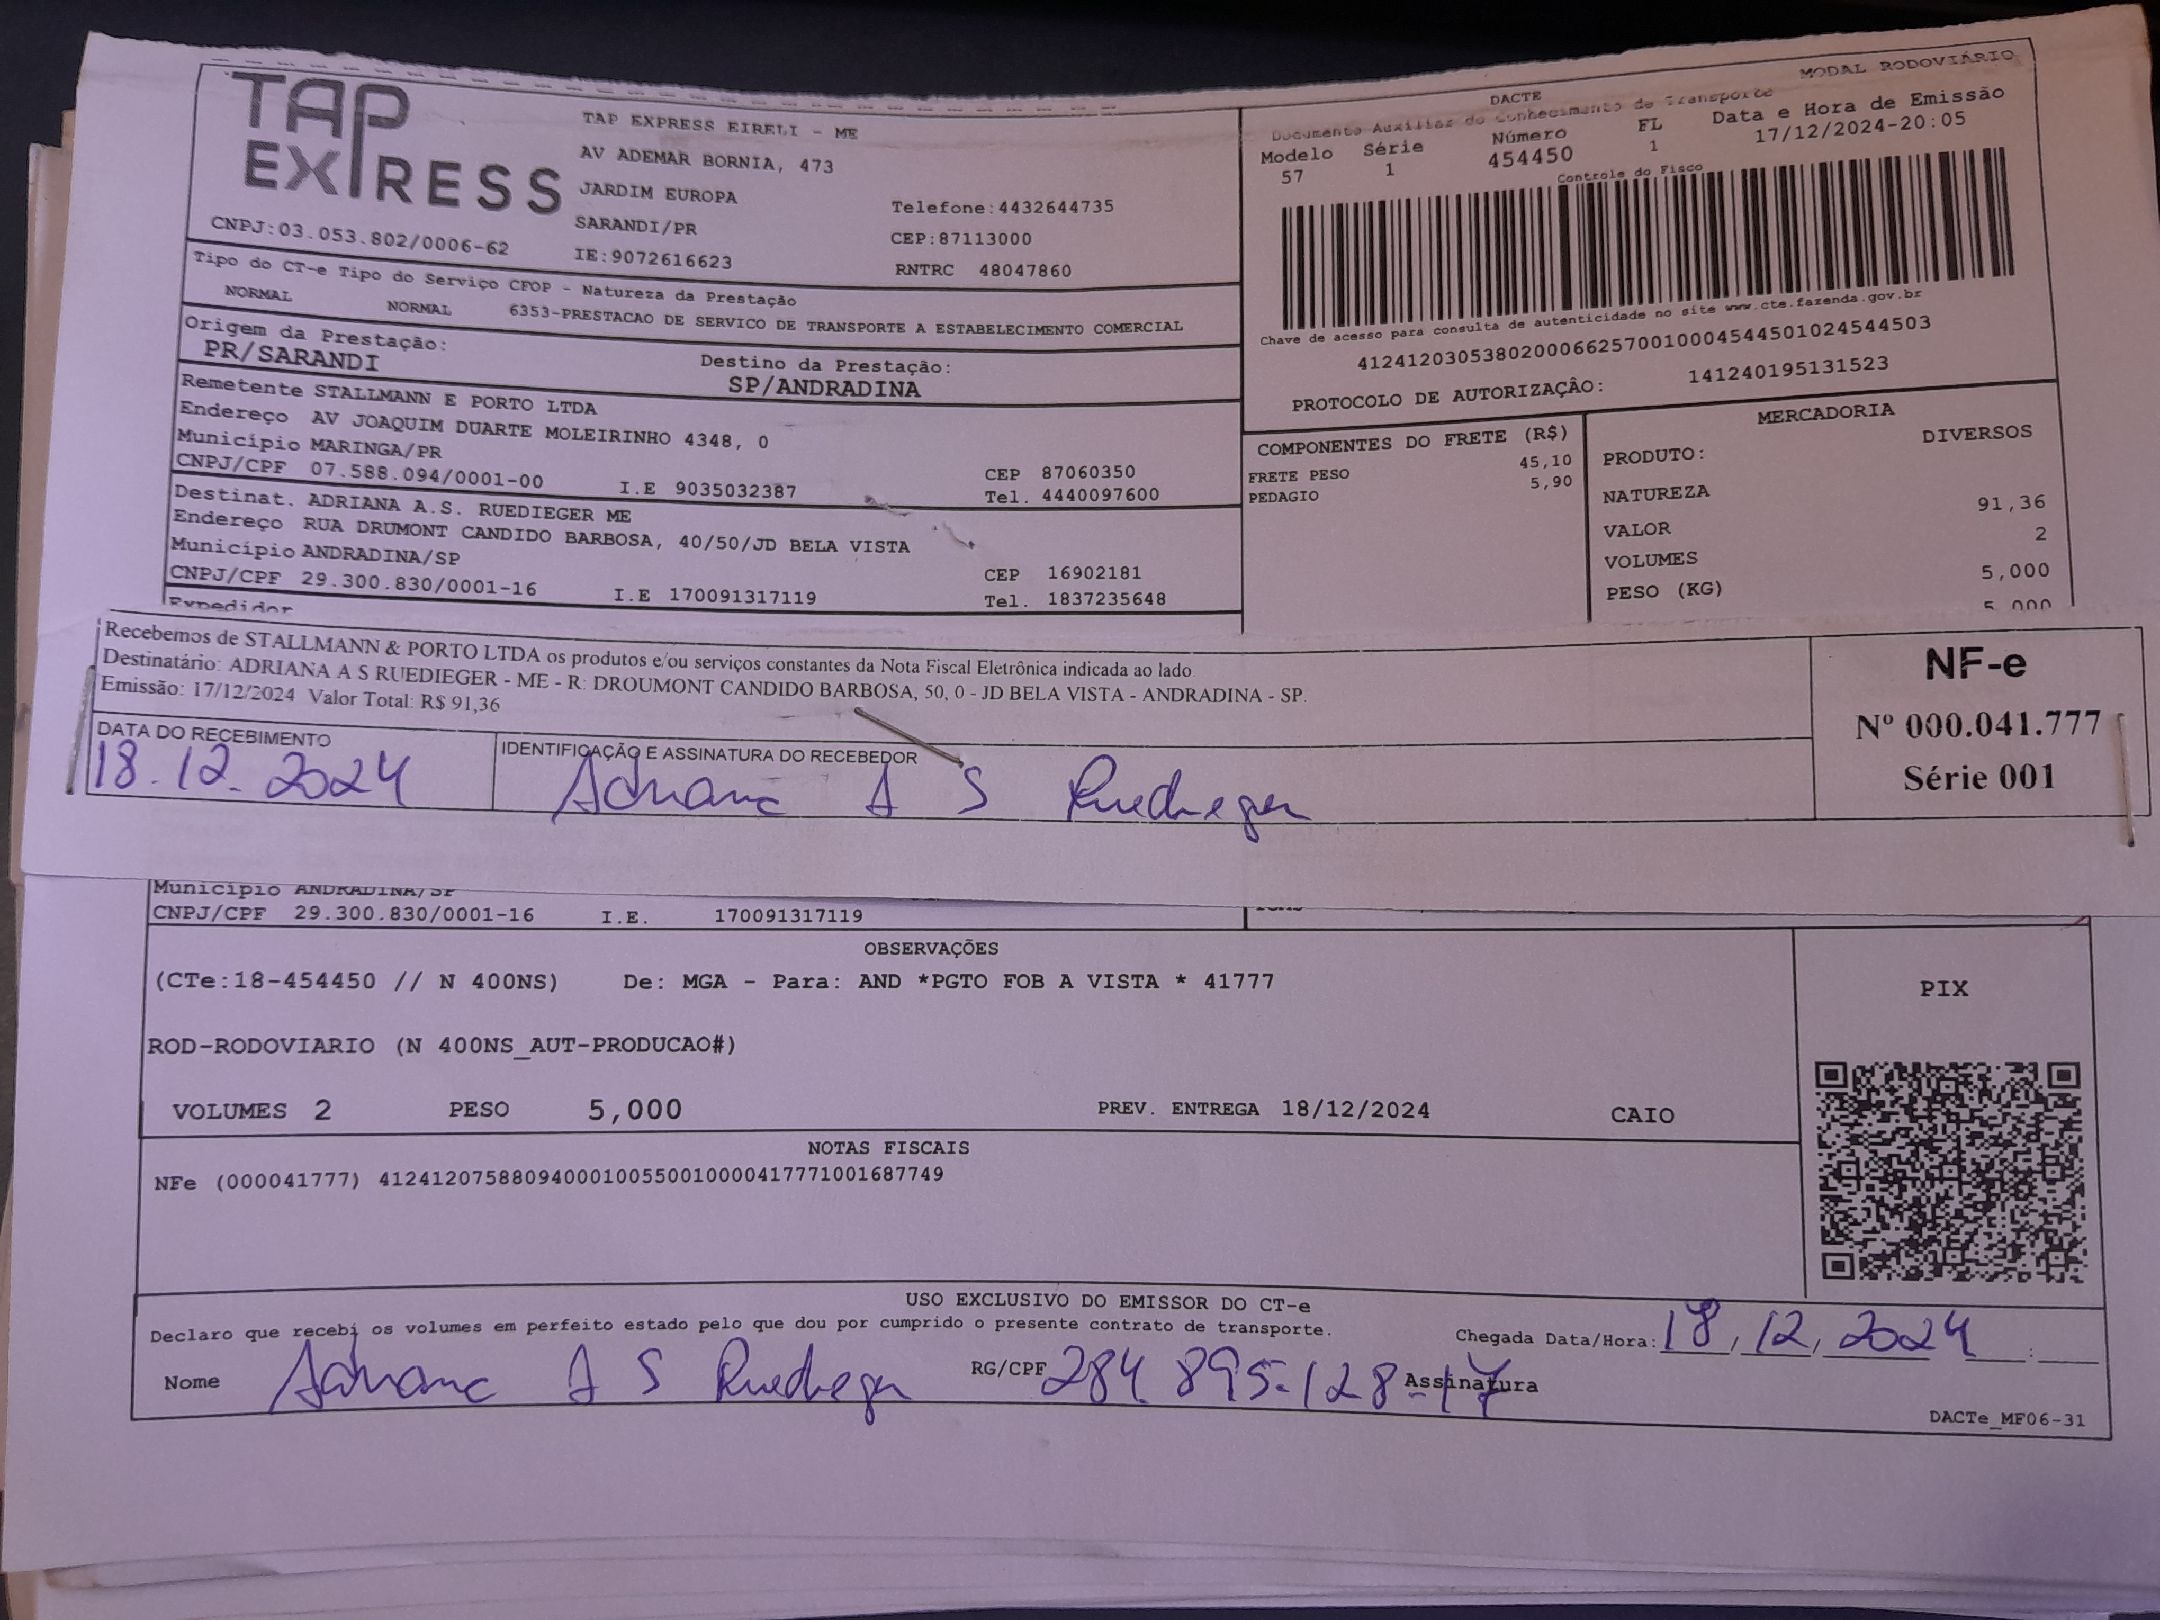 TAP EXPRESS
TAP EXPRESS EIRELI - ME
AV ADEMAR BORNIA, 473
JARDIM EUROPA
SARANDI/PR
IE:9072616623
Telefone:4432644735
CEP:87113000
RNTRC 48047860
CNPJ:03.053.802/0006-62
MODAL RODOVIÁRIO
DACTE
Documento Auxiliar do Conhecimento de Transporte
Modelo Série Número FL Data e Hora de Emissão
57 1 454450 1 17/12/2024-20:05
Controle do Fisco
Chave de acesso para consulta de autenticidade no site www.cte.fazenda.gov.br
41241203053802000662570010004544501024544503
PROTOCOLO DE AUTORIZAÇÂO: 141240195131523
Tipo do CT-e Tipo do Serviço CFOP - Natureza da Prestação
NORMAL NORMAL 6353-PRESTACAO DE SERVICO DE TRANSPORTE A ESTABELECIMENTO COMERCIAL
Origem da Prestação: Destino da Prestação:
PR/SARANDI SP/ANDRADINA
Remetente STALLMANN E PORTO LTDA
Endereço AV JOAQUIM DUARTE MOLEIRINHO 4348, 0
Município MARINGA/PR CEP 87060350
CNPJ/CPF 07.588.094/0001-00 I.E 9035032387 Tel. 4440097600
Destinat. ADRIANA A.S. RUEDIEGER ME
Endereço RUA DRUMONT CANDIDO BARBOSA, 40/50/JD BELA VISTA
Município ANDRADINA/SP CEP 16902181
CNPJ/CPF 29.300.830/0001-16 I.E 170091317119 Tel. 1837235648
Expedidor
COMPONENTES DO FRETE (R$)
FRETE PESO 45,10
PEDAGIO 5,90
MERCADORIA
PRODUTO: DIVERSOS
NATUREZA
VALOR 91,36
VOLUMES 2
PESO (KG) 5,000
5,000
Recebemos de STALLMANN & PORTO LTDA os produtos e/ou serviços constantes da Nota Fiscal Eletrônica indicada ao lado
Destinatário: ADRIANA A S RUEDIEGER - ME - R: DROUMONT CANDIDO BARBOSA, 50, 0 - JD BELA VISTA - ANDRADINA - SP.
Emissão: 17/12/2024 Valor Total: R$ 91,36
DATA DO RECEBIMENTO
18.12.2024
IDENTIFICAÇÃO E ASSINATURA DO RECEBEDOR
Adriana A S Ruedieger
NF-e
Nº 000.041.777
Série 001
Município ANDRADINA/SP
CNPJ/CPF 29.300.830/0001-16 I.E. 170091317119
OBSERVAÇÕES
(CTe:18-454450 // N 400NS) De: MGA - Para: AND *PGTO FOB A VISTA * 41777
ROD-RODOVIARIO (N 400NS_AUT-PRODUCAO#)
VOLUMES 2 PESO 5,000 PREV. ENTREGA 18/12/2024 CAIO
PIX
NOTAS FISCAIS
NFe (000041777) 41241207588094000100550010000417771001687749
USO EXCLUSIVO DO EMISSOR DO CT-e
Declaro que recebi os volumes em perfeito estado pelo que dou por cumprido o presente contrato de transporte.
Chegada Data/Hora: 18, 12, 2024 :
Nome Adriana A S Ruedieger RG/CPF 284.895.128-17 Assinatura
DACTe_MF06-31